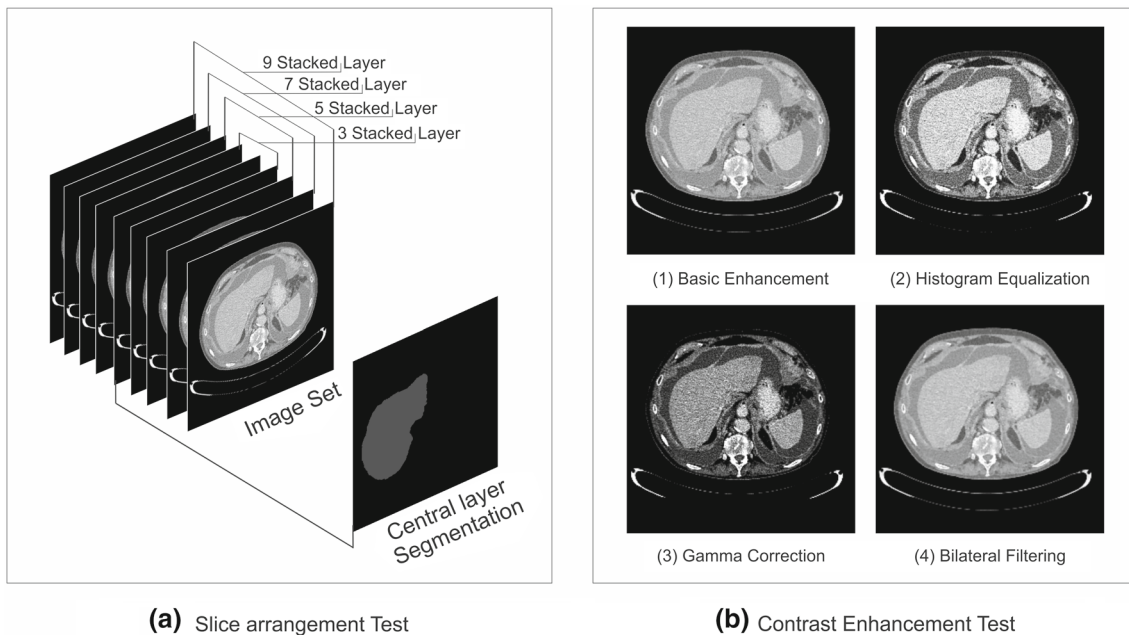 9 Stacked Layer
7 Stacked Layer
5 Stacked Layer
3 Stacked Layer
Image Set
Central layer
Segmentation
(a) Slice arrangement Test
(1) Basic Enhancement
(2) Histogram Equalization
(3) Gamma Correction
(4) Bilateral Filtering
(b) Contrast Enhancement Test